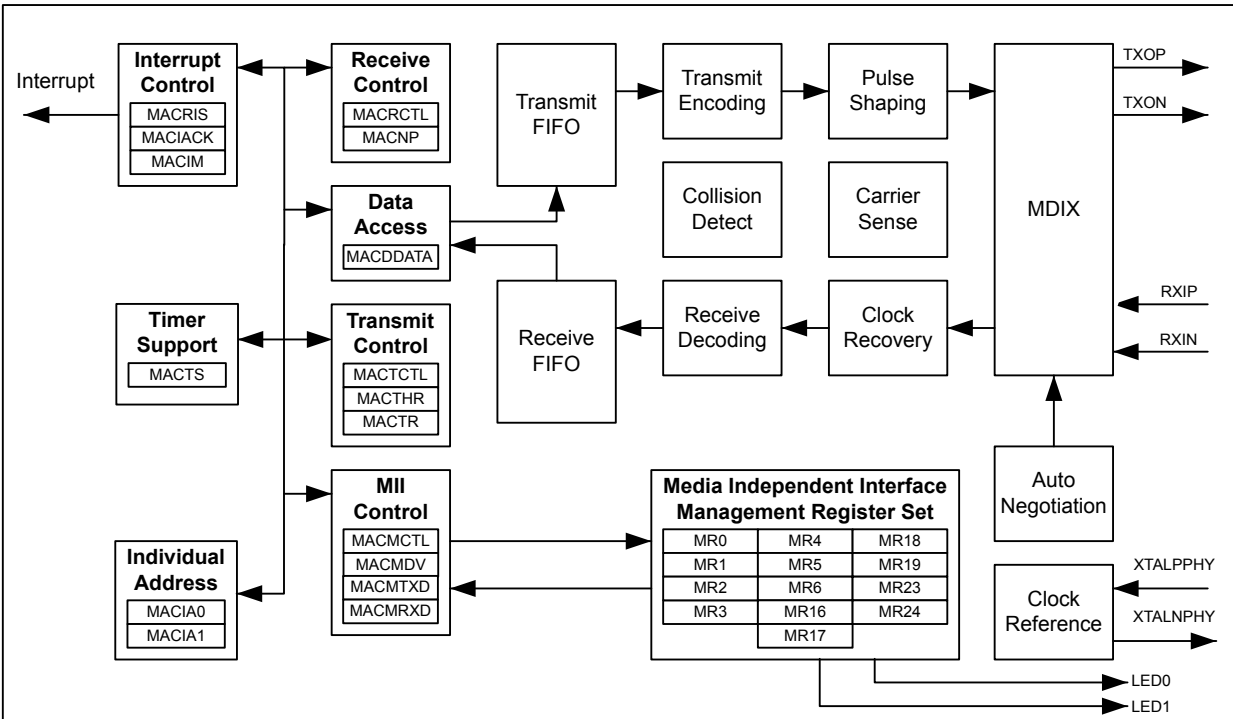 Interrupt
Interrupt
Control
MACRIS
MACIACK
MACIM
Receive
Control
MACRCTL
MACNP
Data
Access
MACDDATA
Timer
Support
MACTS
Transmit
Control
MACTCTL
MACTHR
MACTR
MII
Control
MACMCTL
MACMDV
MACMTXD
MACMRXD
Individual
Address
MACIA0
MACIA1
Transmit
FIFO
Receive
FIFO
Transmit
Encoding
Pulse
Shaping
Collision
Detect
Carrier
Sense
Receive
Decoding
Clock
Recovery
MDIX
TXOP
TXON
RXIP
RXIN
Auto
Negotiation
Media Independent Interface
Management Register Set
MR0 MR4 MR18
MR1 MR5 MR19
MR2 MR6 MR23
MR3 MR16 MR24
MR17
Clock
Reference
XTALPPHY
XTALNPHY
LED0
LED1